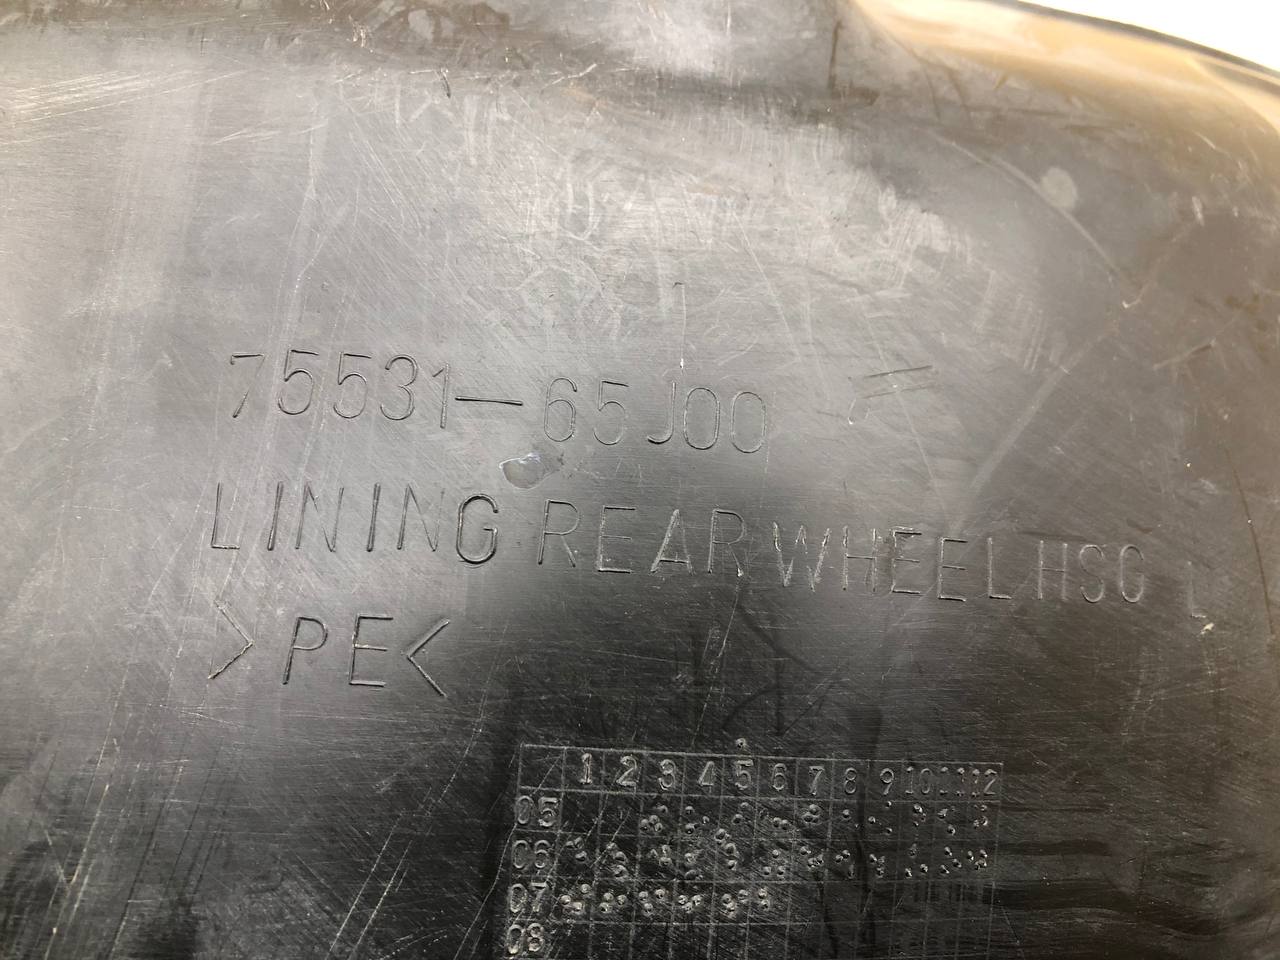 75531-65J00
LINING REAR WHEEL HSG L
>PE<
1 2 3 4 5 6 7 8 9 10 11 12
05
06
07
08